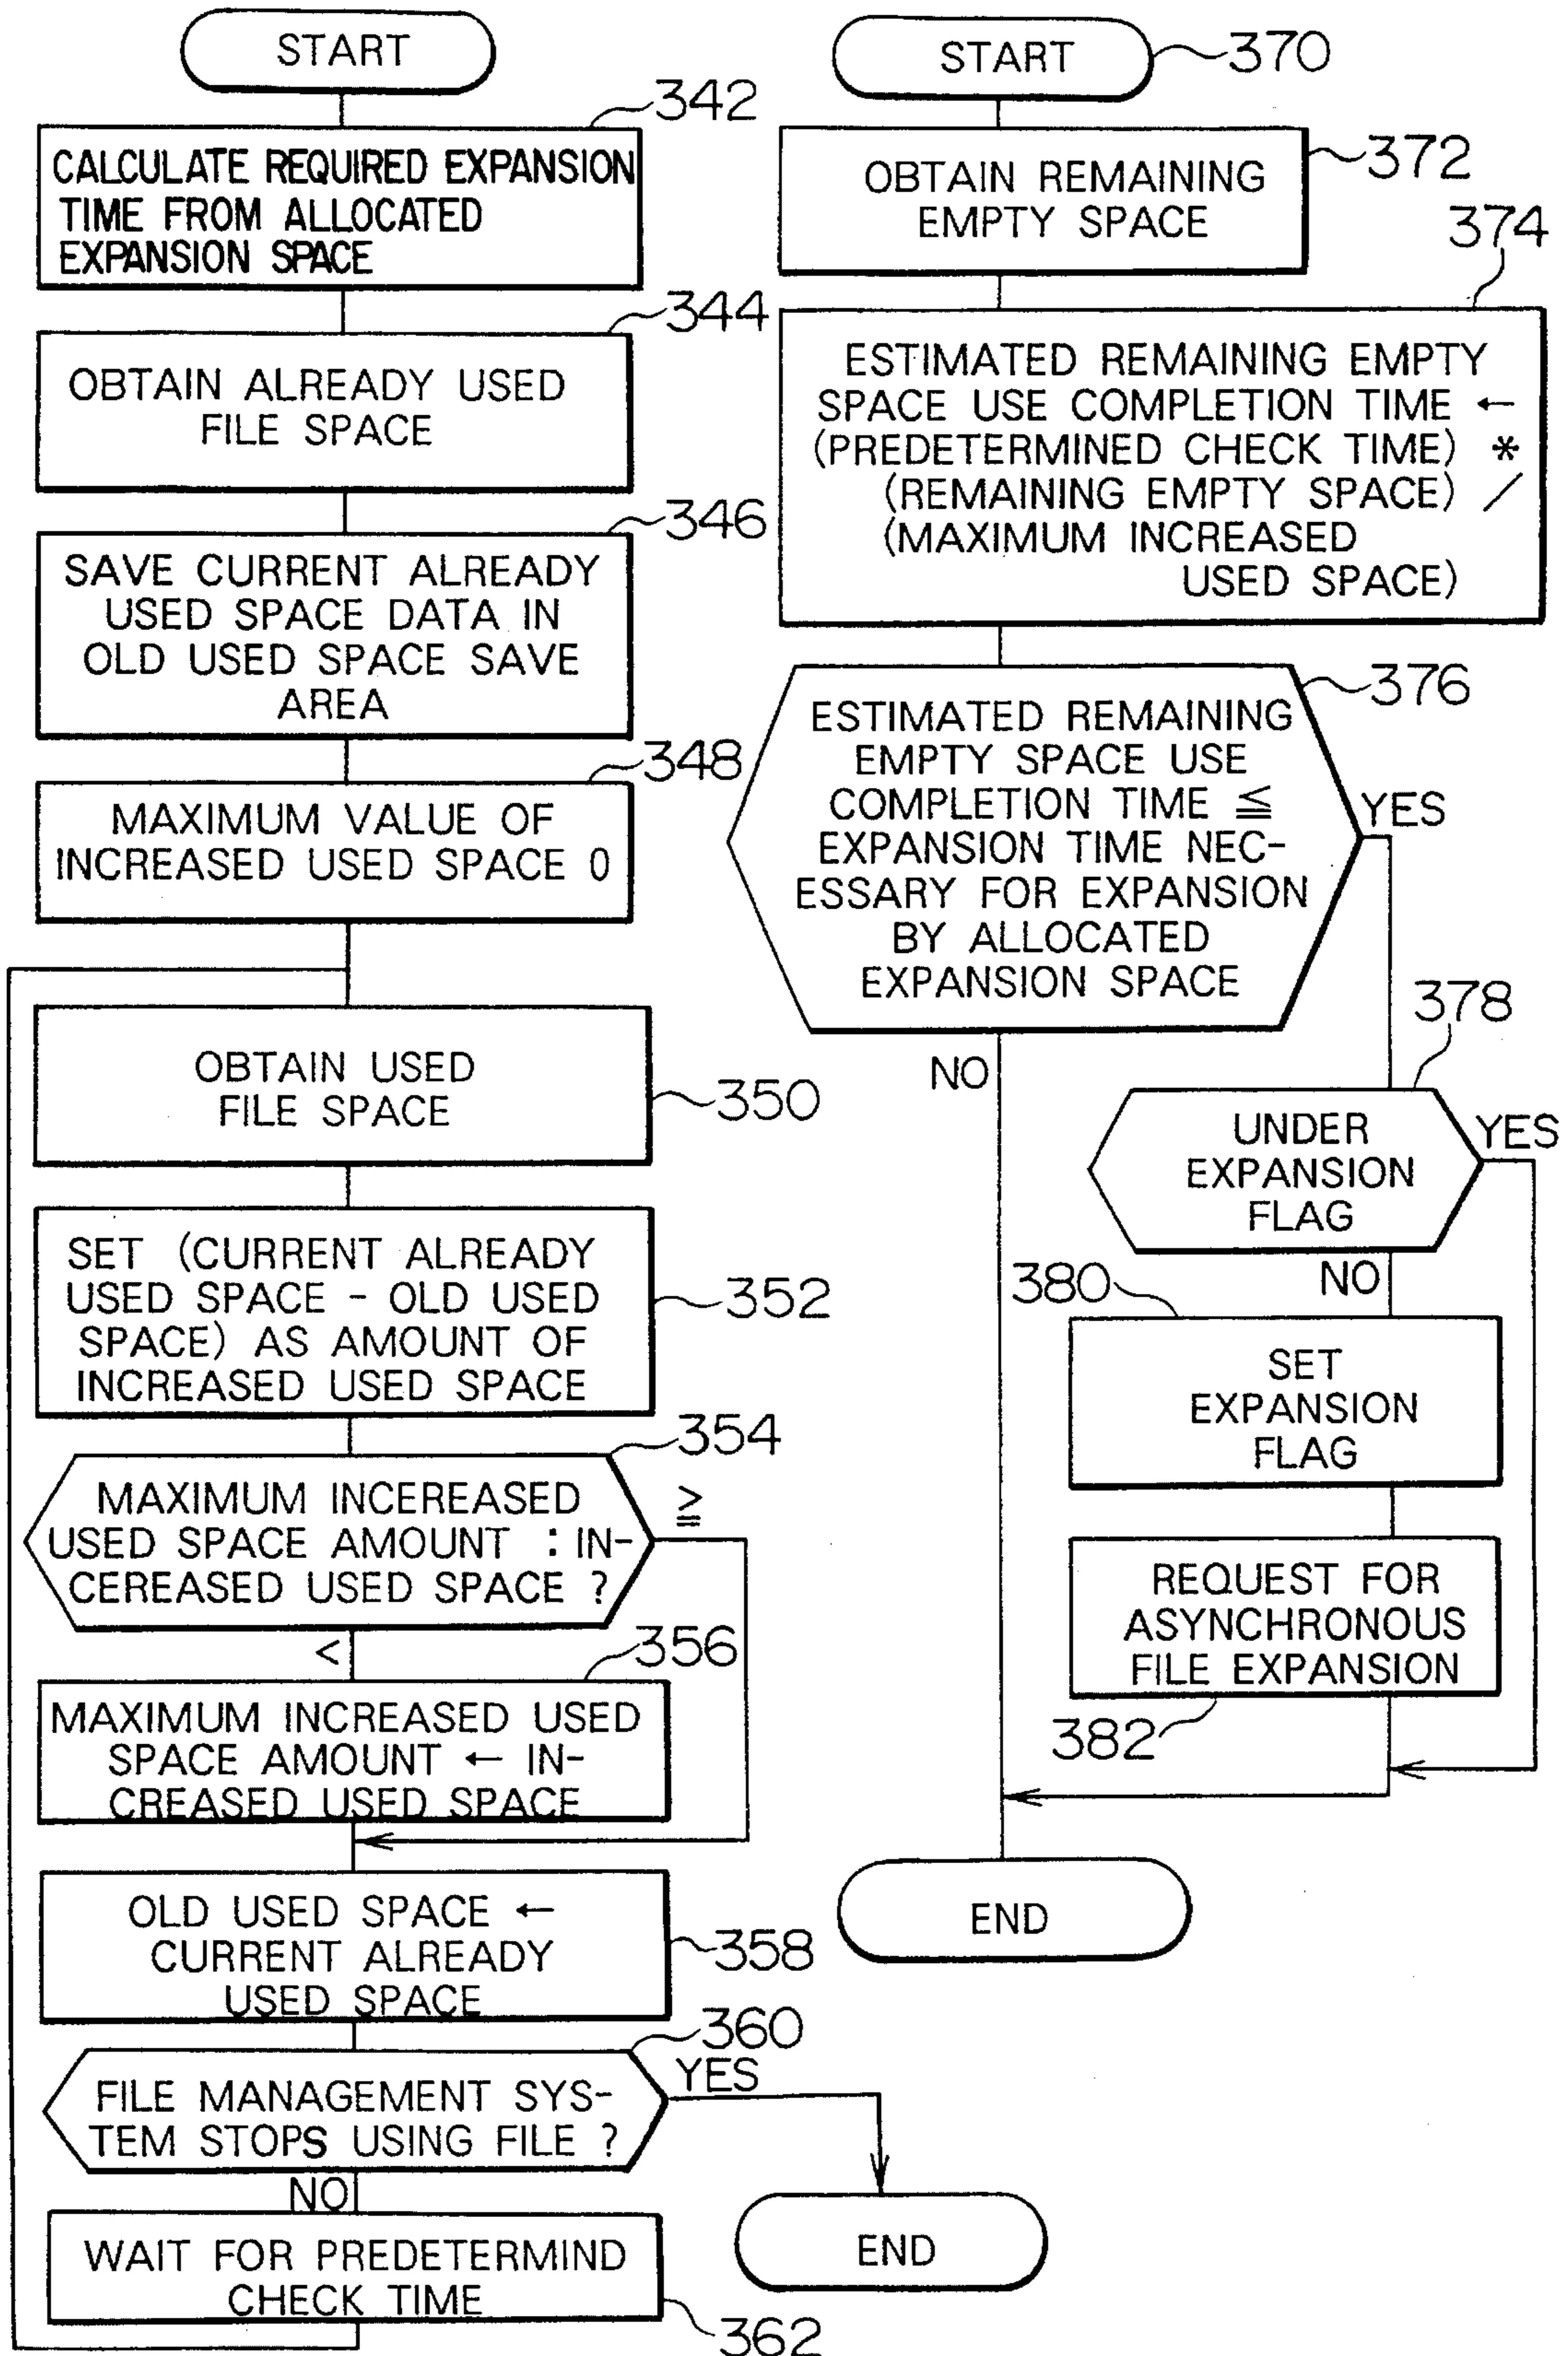 START
342
CALCULATE REQUIRED EXPANSION
TIME FROM ALLOCATED
EXPANSION SPACE
344
OBTAIN ALREADY USED
FILE SPACE
346
SAVE CURRENT ALREADY
USED SPACE DATA IN
OLD USED SPACE SAVE
AREA
348
MAXIMUM VALUE OF
INCREASED USED SPACE 0
OBTAIN USED
FILE SPACE
350
SET (CURRENT ALREADY
USED SPACE - OLD USED
SPACE) AS AMOUNT OF
INCREASED USED SPACE
352
354
MAXIMUM INCEREASED
USED SPACE AMOUNT : IN-
CEREASED USED SPACE ?
≧
<
356
MAXIMUM INCREASED USED
SPACE AMOUNT ← IN-
CREASED USED SPACE
OLD USED SPACE ←
CURRENT ALREADY
USED SPACE
358
360
FILE MANAGEMENT SYS-
TEM STOPS USING FILE ?
YES
NO
WAIT FOR PREDETERMIND
CHECK TIME
362
END
START
370
OBTAIN REMAINING
EMPTY SPACE
372
374
ESTIMATED REMAINING EMPTY
SPACE USE COMPLETION TIME ←
(PREDETERMINED CHECK TIME) *
(REMAINING EMPTY SPACE) /
(MAXIMUM INCREASED
USED SPACE)
376
ESTIMATED REMAINING
EMPTY SPACE USE
COMPLETION TIME ≦
EXPANSION TIME NEC-
ESSARY FOR EXPANSION
BY ALLOCATED
EXPANSION SPACE
YES
NO
378
UNDER
EXPANSION
FLAG
YES
NO
380
SET
EXPANSION
FLAG
REQUEST FOR
ASYNCHRONOUS
FILE EXPANSION
382
END